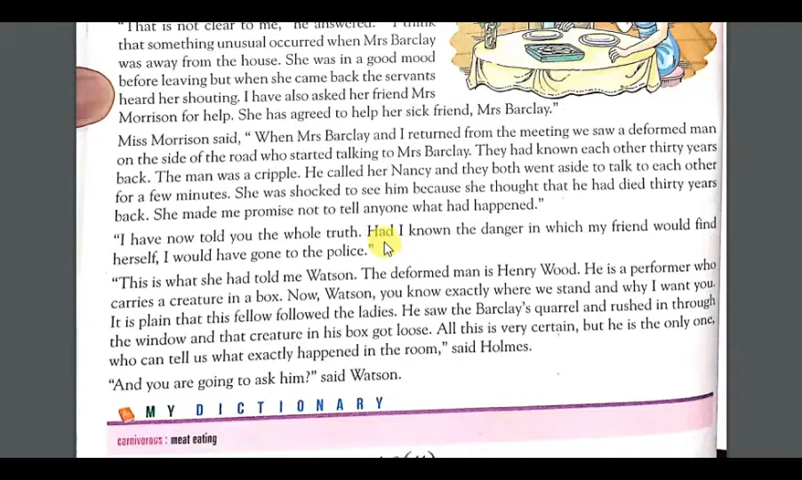 "That is not clear to me," he answered. "I think
that something unusual occurred when Mrs Barclay
was away from the house. She was in a good mood
before leaving but when she came back the servants
heard her shouting. I have also asked her friend Mrs
Morrison for help. She has agreed to help her sick friend, Mrs Barclay."
Miss Morrison said, " When Mrs Barclay and I returned from the meeting we saw a deformed man
on the side of the road who started talking to Mrs Barclay. They had known each other thirty years
back. The man was a cripple. He called her Nancy and they both went aside to talk to each other
for a few minutes. She was shocked to see him because she thought that he had died thirty years
back. She made me promise not to tell anyone what had happened."
"I have now told you the whole truth. Had I known the danger in which my friend would find
herself, I would have gone to the police."
"This is what she had told me Watson. The deformed man is Henry Wood. He is a performer who
carries a creature in a box. Now, Watson, you know exactly where we stand and why I want you.
It is plain that this fellow followed the ladies. He saw the Barclay's quarrel and rushed in through
the window and that creature in his box got loose. All this is very certain, but he is the only one,
who can tell us what exactly happened in the room," said Holmes.
"And you are going to ask him?" said Watson.
MY DICTIONARY
carnivorous : meat eating